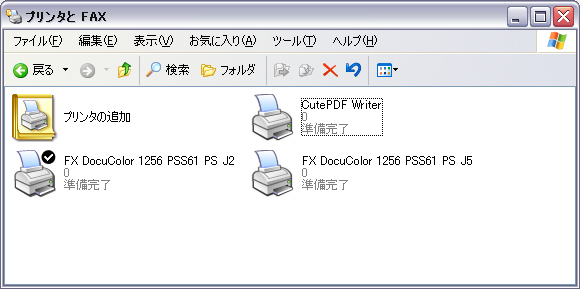 プリンタと FAX
ファイル(F) 編集(E) 表示(V) お気に入り(A) ツール(T) ヘルプ(H)
戻る 検索 フォルダ
プリンタの追加
CutePDF Writer
0
準備完了
FX DocuColor 1256 PSS61 PS J2
0
準備完了
FX DocuColor 1256 PSS61 PS J5
0
準備完了